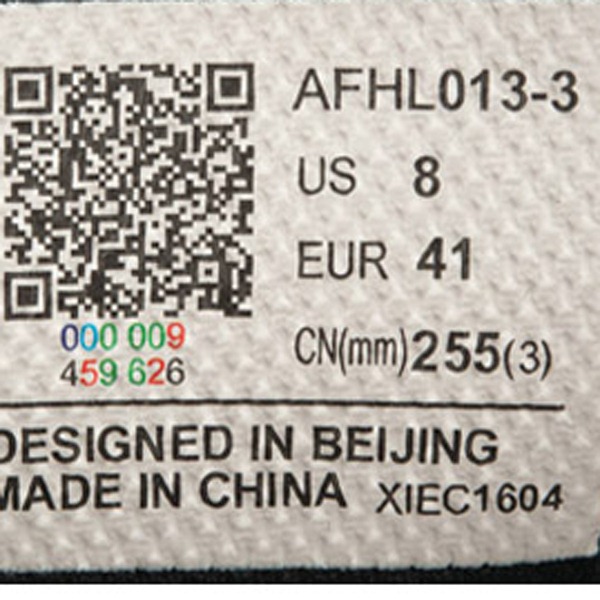 AFHL013-3
US 8
EUR 41
CN(mm)255(3)
000 009
459 626
DESIGNED IN BEIJING
MADE IN CHINA XIEC1604